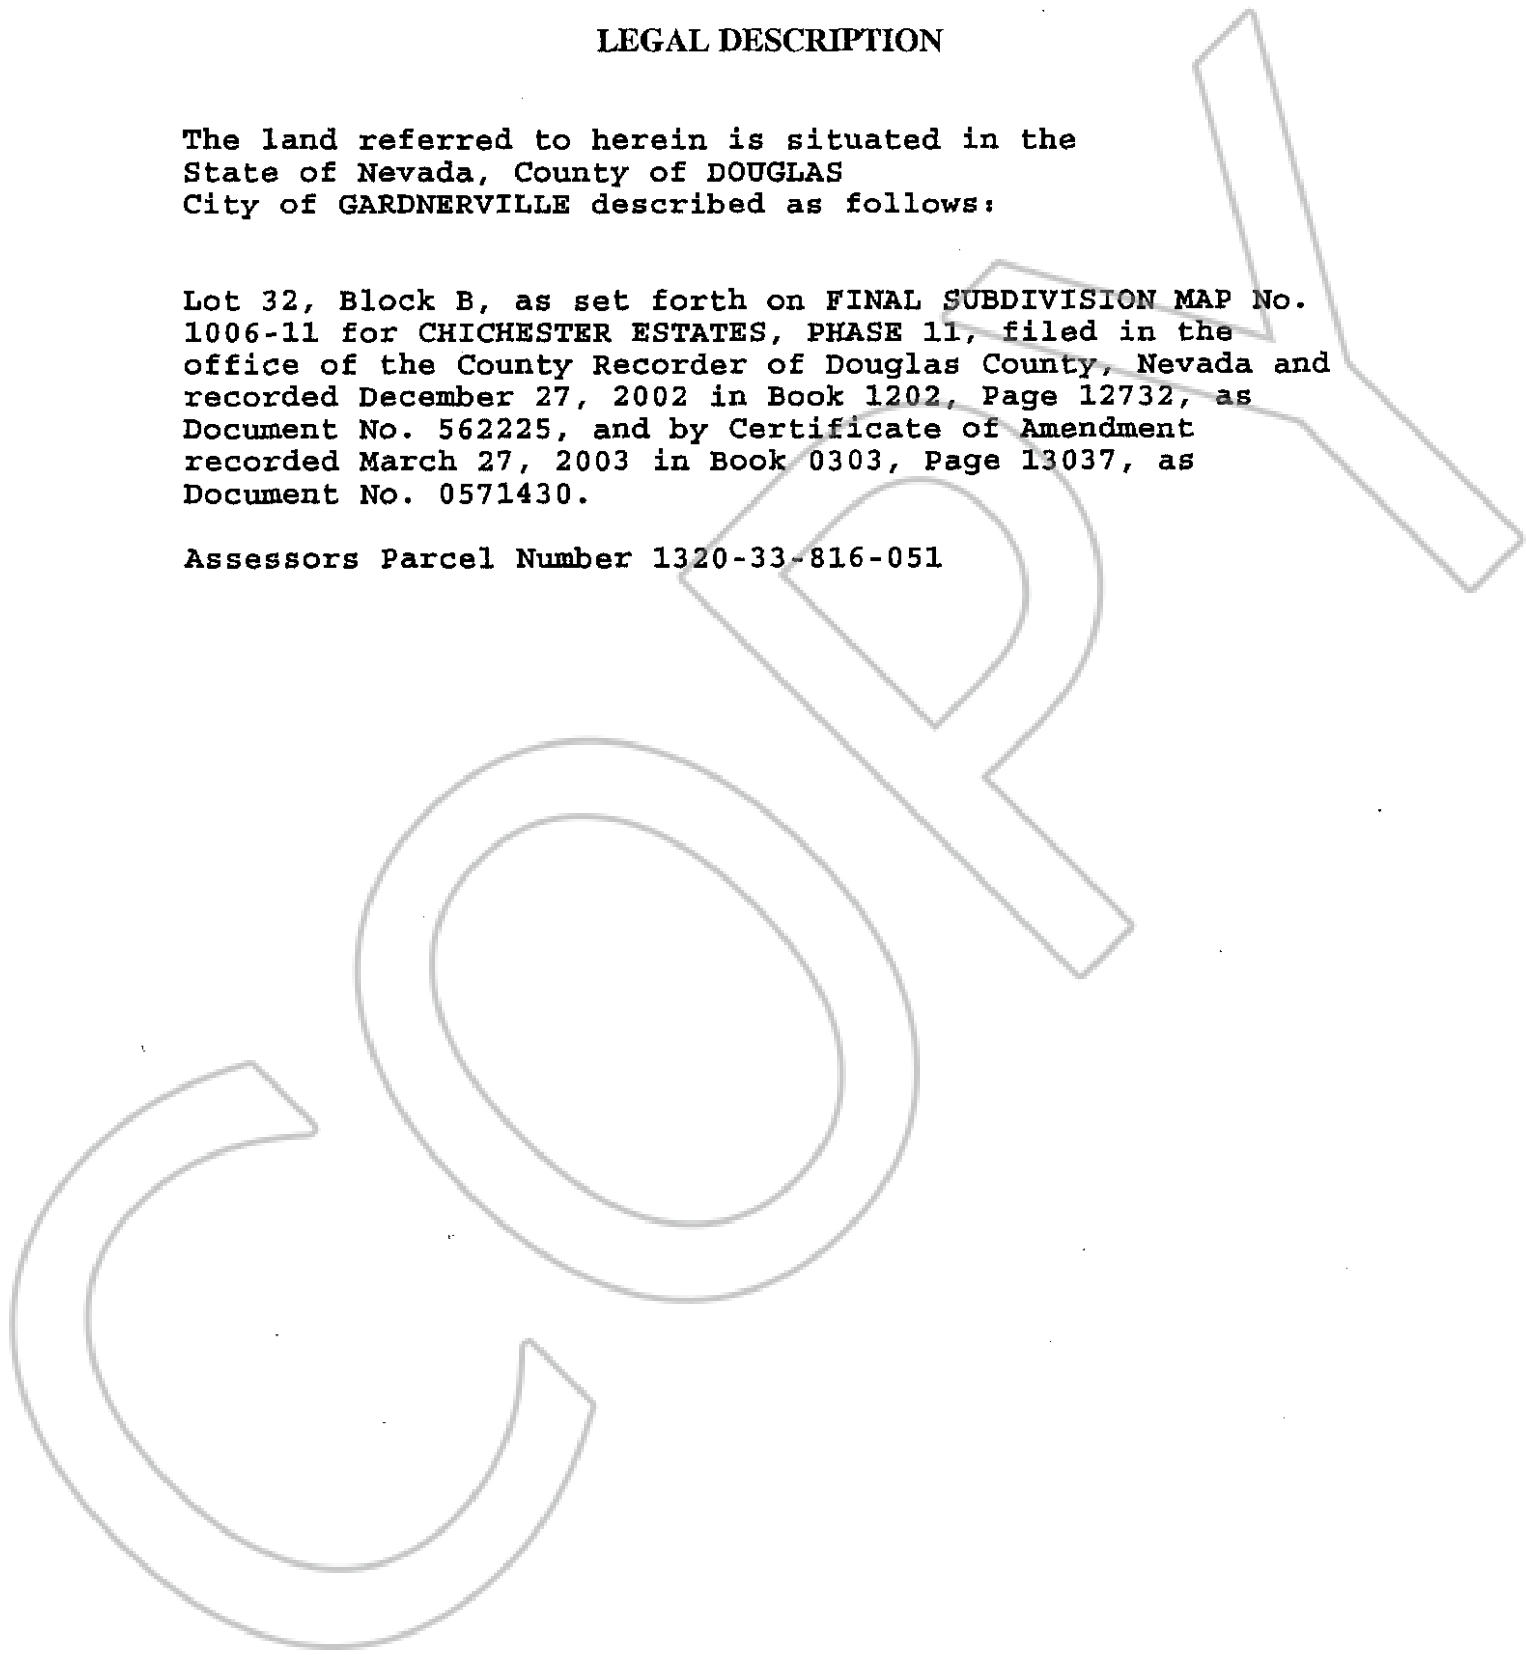 LEGAL DESCRIPTION
The land referred to herein is situated in the
State of Nevada, County of DOUGLAS
City of GARDNERVILLE described as follows:
Lot 32, Block B, as set forth on FINAL SUBDIVISION MAP No.
1006-11 for CHICHESTER ESTATES, PHASE 11, filed in the
office of the County Recorder of Douglas County, Nevada and
recorded December 27, 2002 in Book 1202, Page 12732, as
Document No. 562225, and by Certificate of Amendment
recorded March 27, 2003 in Book 0303, Page 13037, as
Document No. 0571430.
Assessors Parcel Number 1320-33-816-051
COPY